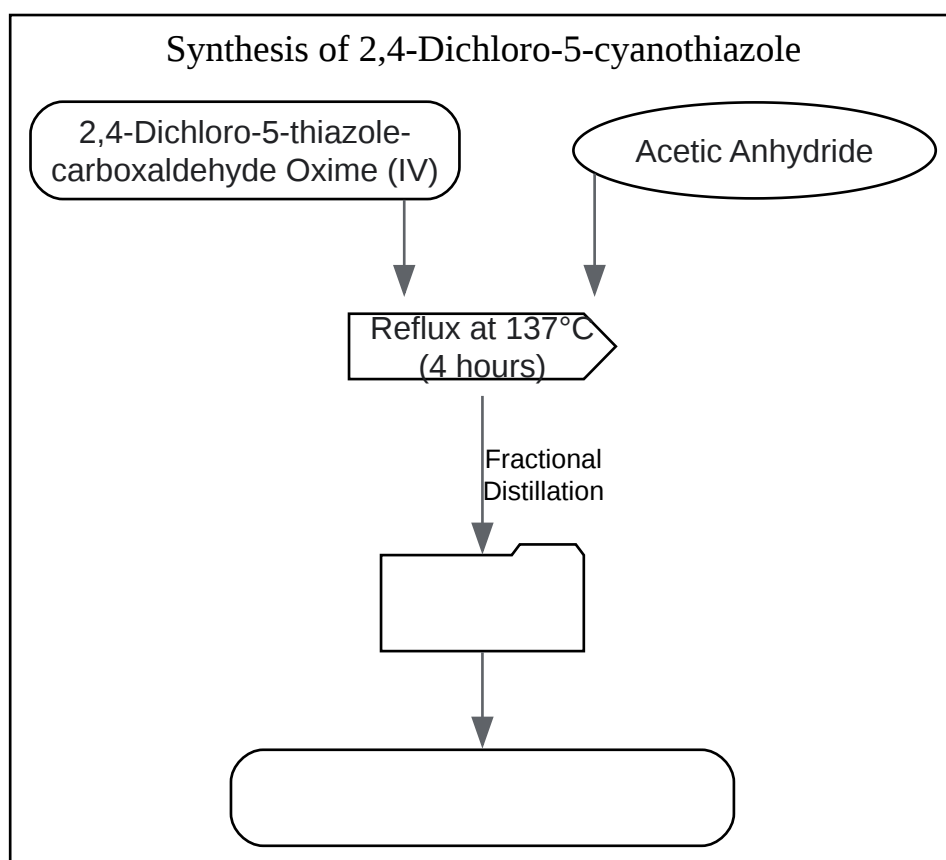 Synthesis of 2,4-Dichloro-5-cyanothiazole
2,4-Dichloro-5-thiazole-
carboxaldehyde Oxime (IV)
Acetic Anhydride
Reflux at 137°C
(4 hours)
Fractional
Distillation